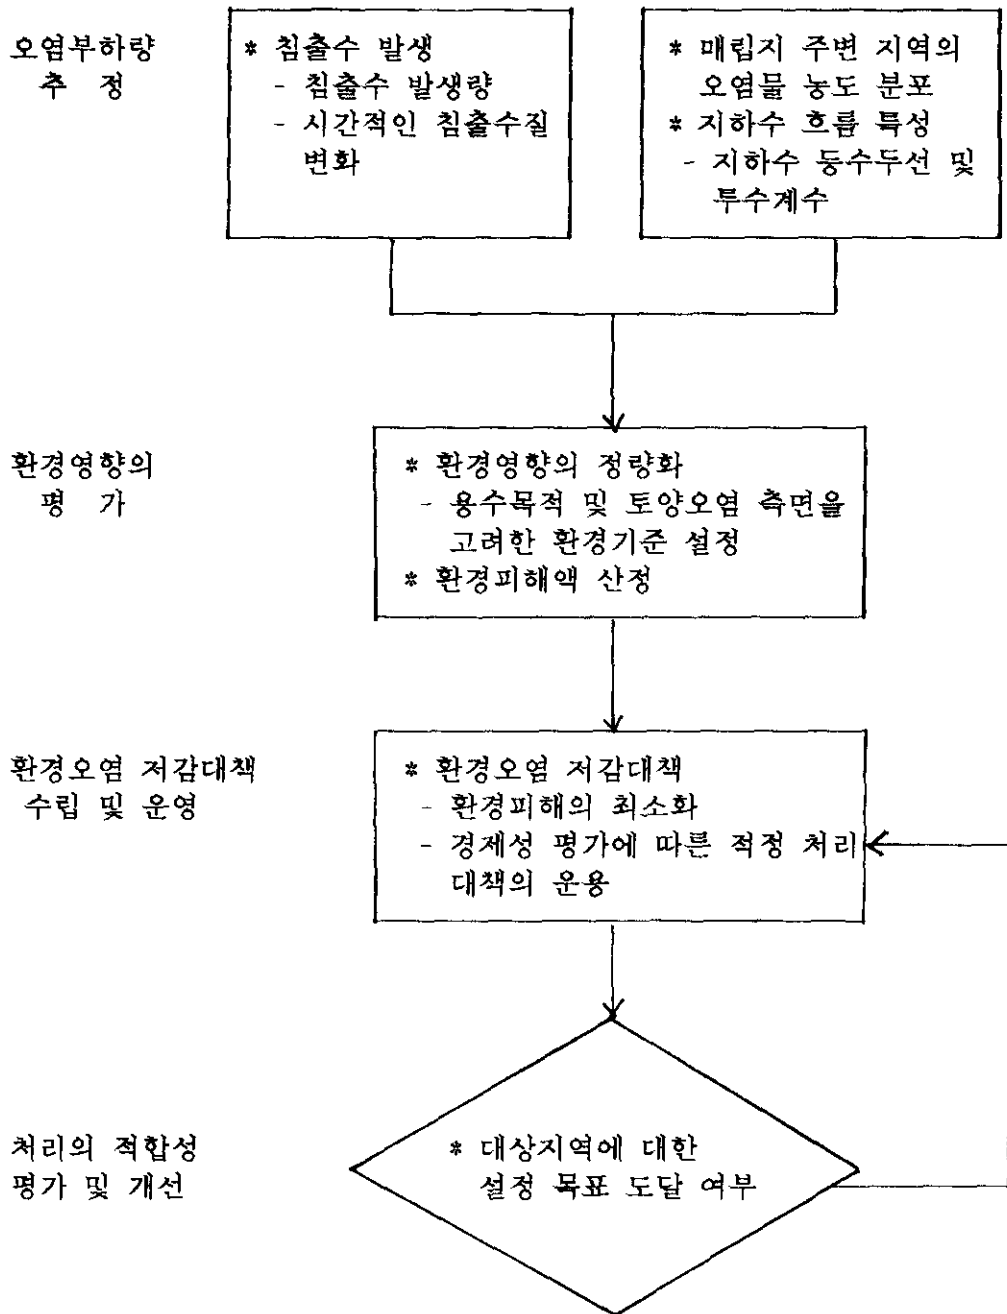 오염부하량
추 정
* 침출수 발생
- 침출수 발생량
- 시간적인 침출수질
변화
* 매립지 주변 지역의
오염물 농도 분포
* 지하수 흐름 특성
- 지하수 등수두선 및
투수계수
환경영향의
평 가
* 환경영향의 정량화
- 용수목적 및 토양오염 측면을
고려한 환경기준 설정
* 환경피해액 산정
환경오염 저감대책
수립 및 운영
* 환경오염 저감대책
- 환경피해의 최소화
- 경제성 평가에 따른 적정 처리
대책의 운용
처리의 적합성
평가 및 개선
* 대상지역에 대한
설정 목표 도달 여부